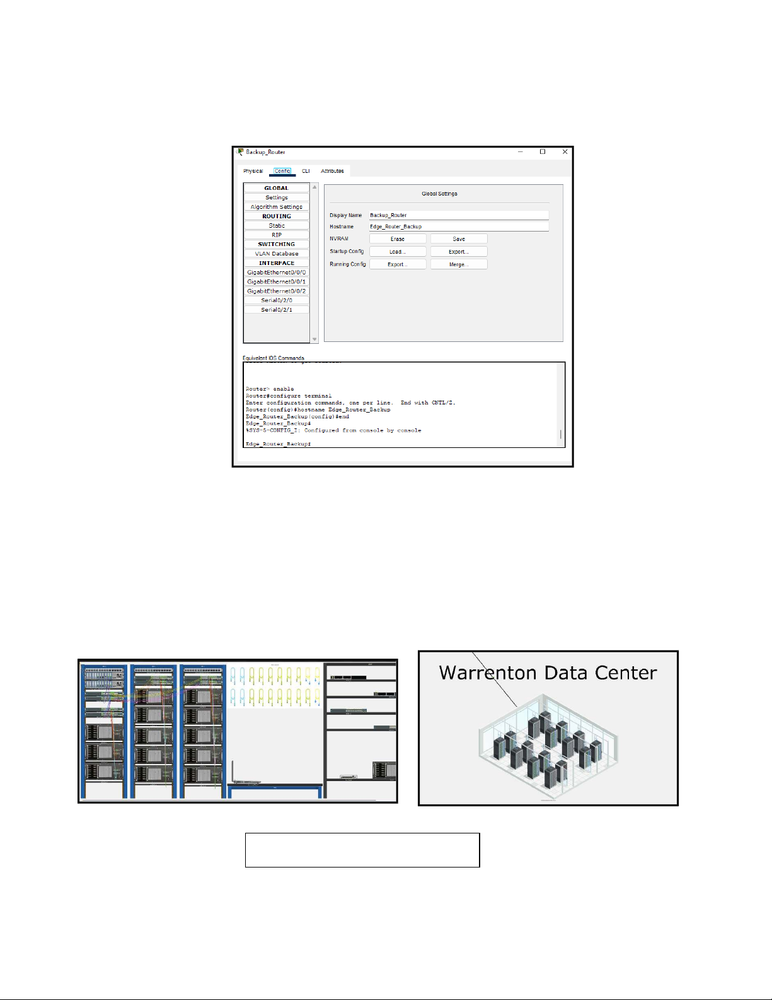 Backup_Router
Physical Config CLI Attributes
GLOBAL
Settings
Algorithm Settings
ROUTING
Static
RIP
SWITCHING
VLAN Database
INTERFACE
GigabitEthernet0/0/0
GigabitEthernet0/0/1
GigabitEthernet0/0/2
Serial0/2/0
Serial0/2/1
Global Settings
Display Name Backup_Router
Hostname Edge_Router_Backup
NVRAM Erase Save
Startup Config Load... Export...
Running Config Export... Merge...
Equivalent IOS Commands
Router> enable
Router#configure terminal
Enter configuration commands, one per line. End with CNTL/Z.
Router(config)#hostname Edge_Router_Backup
Edge_Router_Backup(config)#end
Edge_Router_Backup#
%SYS-5-CONFIG_I: Configured from console by console
Edge_Router_Backup#
Warrenton Data Center